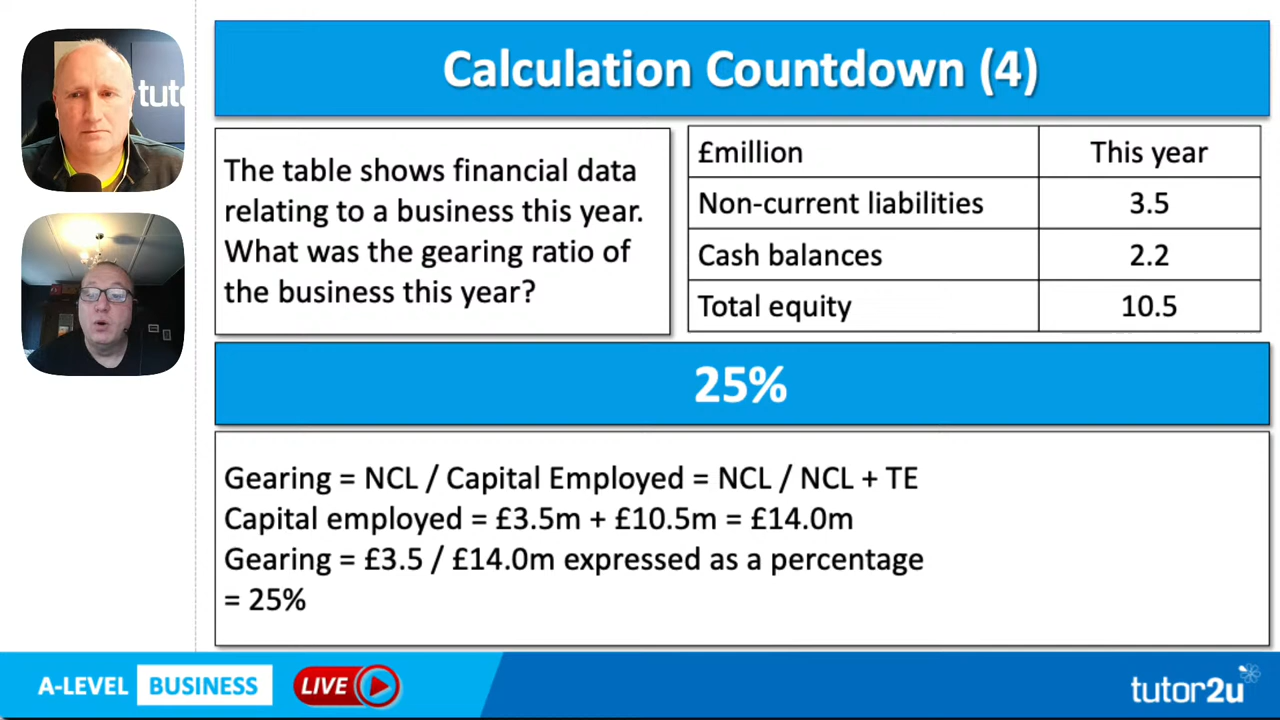 tut
Calculation Countdown (4)
The table shows financial data
relating to a business this year.
What was the gearing ratio of
the business this year?
£million This year
Non-current liabilities 3.5
Cash balances 2.2
Total equity 10.5
25%
Gearing = NCL / Capital Employed = NCL / NCL + TE
Capital employed = £3.5m + £10.5m = £14.0m
Gearing = £3.5 / £14.0m expressed as a percentage
= 25%
A-LEVEL BUSINESS LIVE tutor2u